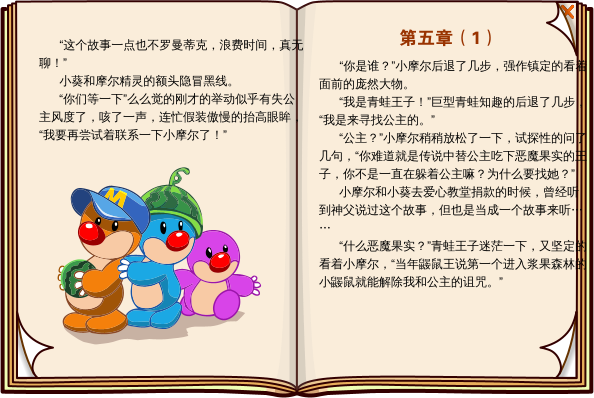 “这个故事一点也不罗曼蒂克，浪费时间，真无
聊！”
小葵和摩尔精灵的额头隐冒黑线。
“你们等一下”么么觉的刚才的举动似乎有失公
主风度了，咳了一声，连忙假装傲慢的抬高眼眸，
“我要再尝试着联系一下小摩尔了！”
M
第五章（1）
“你是谁？”小摩尔后退了几步，强作镇定的看着
面前的庞然大物。
“我是青蛙王子！”巨型青蛙知趣的后退了几步，
“我是来寻找公主的。”
“公主？”小摩尔稍稍放松了一下，试探性的问了
几句，“你难道就是传说中替公主吃下恶魔果实的王
子，你不是一直在躲着公主嘛？为什么要找她？”
小摩尔和小葵去爱心教堂捐款的时候，曾经听
到神父说过这个故事，但也是当成一个故事来听…
…
“什么恶魔果实？”青蛙王子迷茫一下，又坚定的
看着小摩尔，“当年鼹鼠王说第一个进入浆果森林的
小鼹鼠就能解除我和公主的诅咒。”